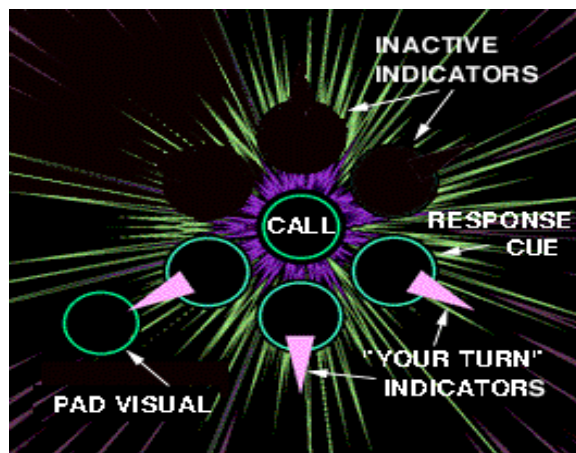 INACTIVE
INDICATORS
CALL
RESPONSE
CUE
"YOUR TURN"
INDICATORS
PAD VISUAL